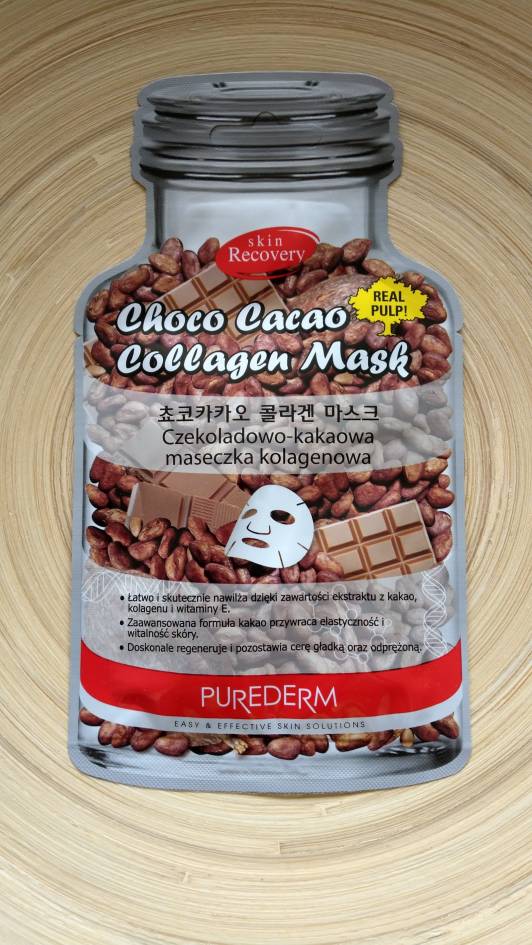 skin
Recovery
REAL
PULP!
Choco Cacao
Collagen Mask
쵸코카카오 콜라겐 마스크
Czekoladowo-kakaowa
maseczka kolagenowa
• Łatwo i skutecznie nawilża dzięki zawartości ekstraktu z kakao,
kolagenu i witaminy E.
• Zaawansowana formuła kakao przywraca elastyczność i
witalność skóry.
• Doskonale regeneruje i pozostawia cerę gładką oraz odprężoną.
PUREDERM
EASY & EFFECTIVE SKIN SOLUTIONS